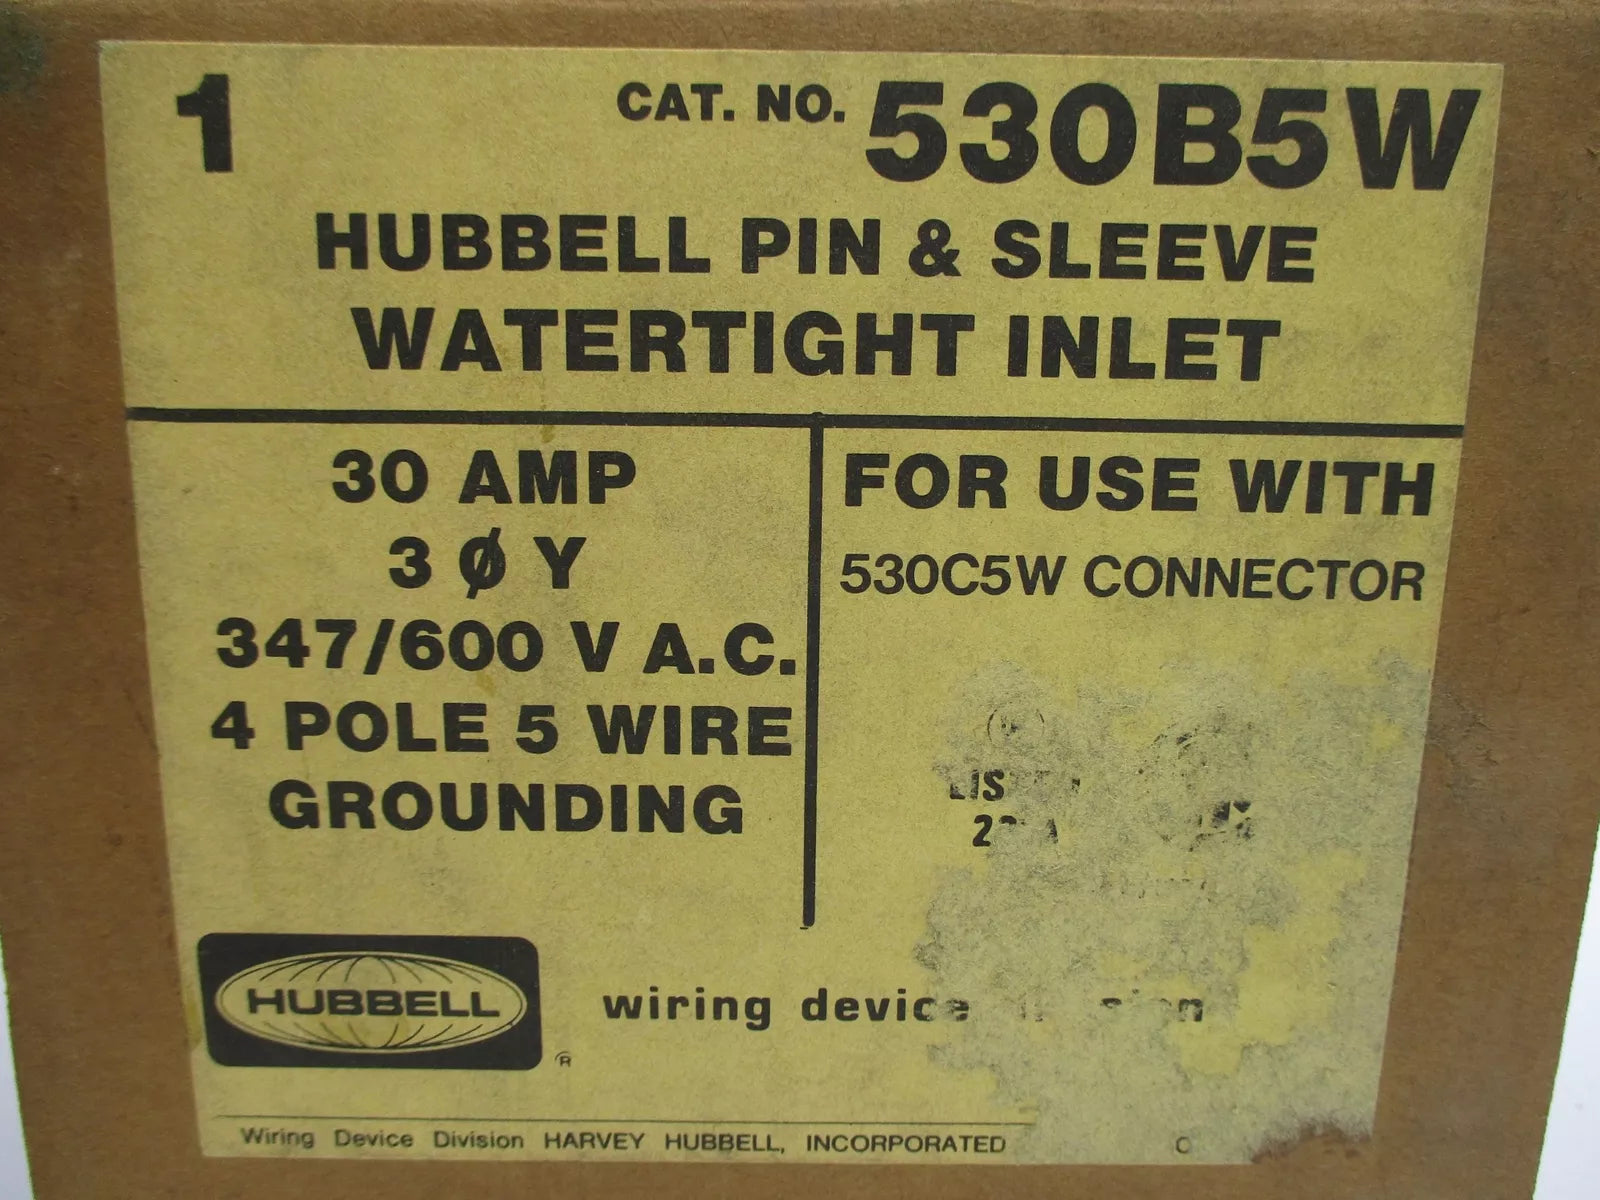 1 CAT. NO. 530B5W
HUBBELL PIN & SLEEVE
WATERTIGHT INLET
30 AMP
3 Ø Y
347/600 V A.C.
4 POLE 5 WIRE
GROUNDING
FOR USE WITH
530C5W CONNECTOR
HUBBELL ®
wiring device
Wiring Device Division HARVEY HUBBELL, INCORPORATED